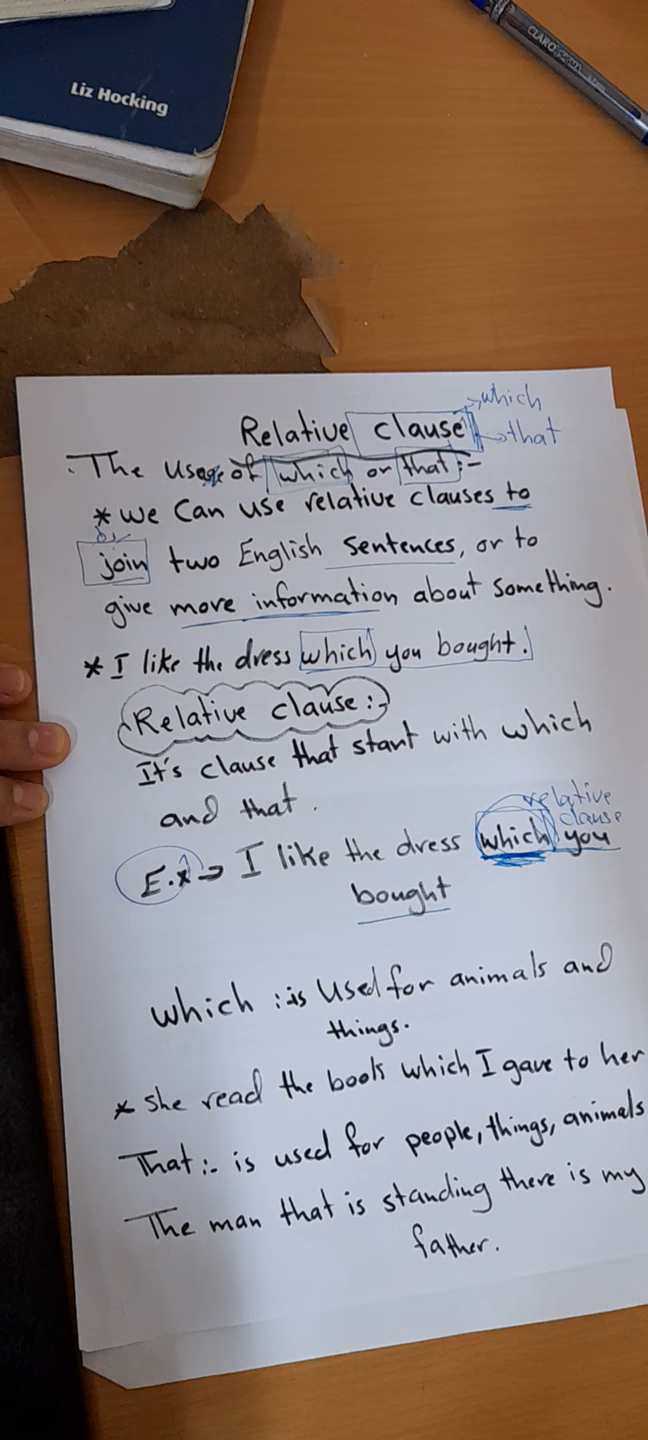 Liz Hocking
CLARO
which
Relative clause
that
The Usage of which or that :-
* we Can use relative clauses to
join two English sentences, or to
give more information about something.
* I like the dress which you bought.
Relative clause :-
It's clause that start with which
and that.
relative
clause
E.x → I like the dress which you
bought
which : is Used for animals and
things.
* she read the book which I gave to her
That :- is used for people, things, animals
The man that is standing there is my
father.